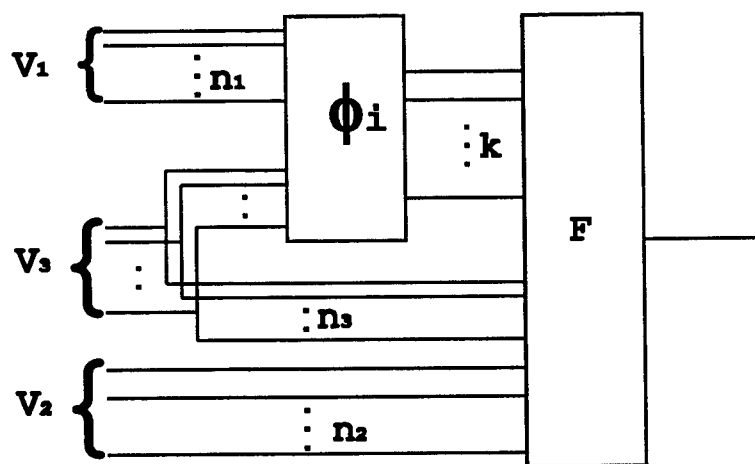 V₁
n₁
ϕi
k
F
V₃
n₃
V₂
n₂